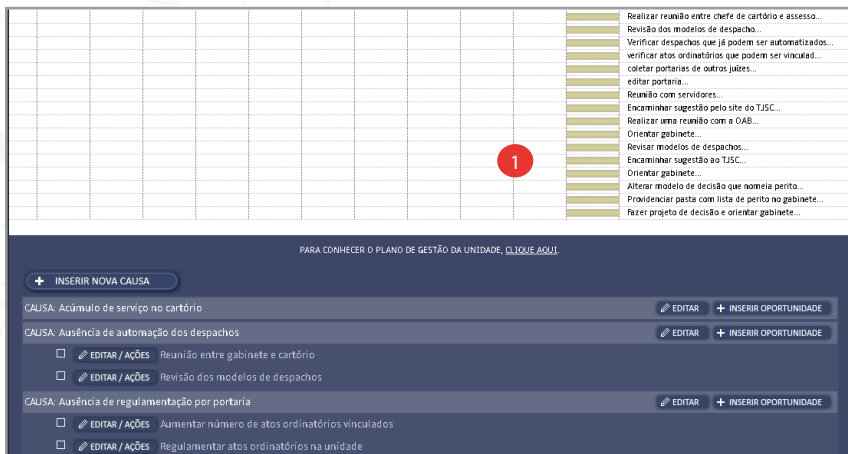 Realizar reunião entre chefe de cartório e assesso...
Revisão dos modelos de despacho...
Verificar despachos que já podem ser automatizados...
verificar atos ordinatórios que podem ser vinculad...
coletar portarias de outros juízes...
editar portaria...
Reunião com servidores...
Encaminhar sugestão pelo site do TJSC...
Realizar uma reunião com a OAB...
Orientar gabinete...
1
Revisar modelos de despachos...
Encaminhar sugestão ao TJSC...
Orientar gabinete...
Alterar modelo de decisão que nomeia perito...
Providenciar pasta com lista de perito no gabinete...
Fazer projeto de decisão e orientar gabinete...
PARA CONHECER O PLANO DE GESTÃO DA UNIDADE, CLIQUE AQUI.
+ INSERIR NOVA CAUSA
CAUSA: Acúmulo de serviço no cartório EDITAR + INSERIR OPORTUNIDADE
CAUSA: Ausência de automação dos despachos EDITAR + INSERIR OPORTUNIDADE
EDITAR / AÇÕES Reunião entre gabinete e cartório
EDITAR / AÇÕES Revisão dos modelos de despachos
CAUSA: Ausência de regulamentação por portaria EDITAR + INSERIR OPORTUNIDADE
EDITAR / AÇÕES Aumentar número de atos ordinatórios vinculados
EDITAR / AÇÕES Regulamentar atos ordinatórios na unidade